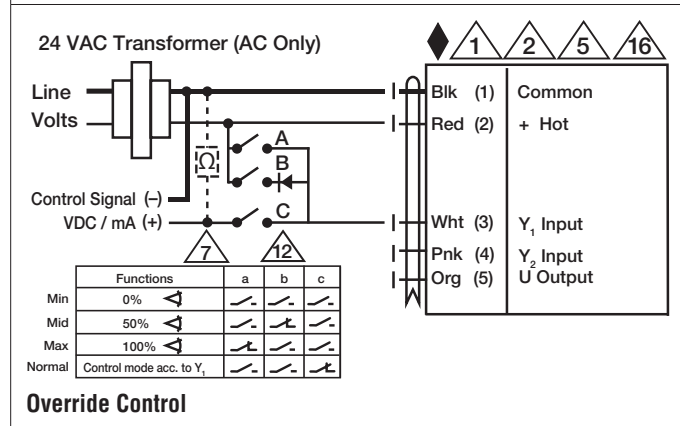 24 VAC Transformer (AC Only)
1 2 5 16
Line
Volts
Blk (1) Common
Red (2) + Hot
A
Ω
B
Control Signal (–)
VDC / mA (+)
C
Wht (3) Y₁ Input
Pnk (4) Y₂ Input
Org (5) U Output
7 12
Functions a b c
Min 0%
Mid 50%
Max 100%
Normal Control mode acc. to Y₁
Override Control